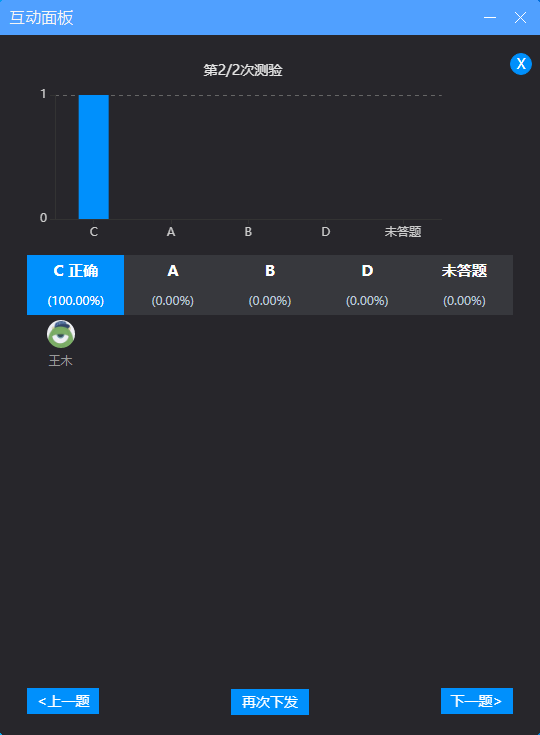 互动面板
第2/2次测验
X
1
0
C A B D 未答题
C 正确 A B D 未答题
(100.00%) (0.00%) (0.00%) (0.00%) (0.00%)
王木
<上一题 再次下发 下一题>